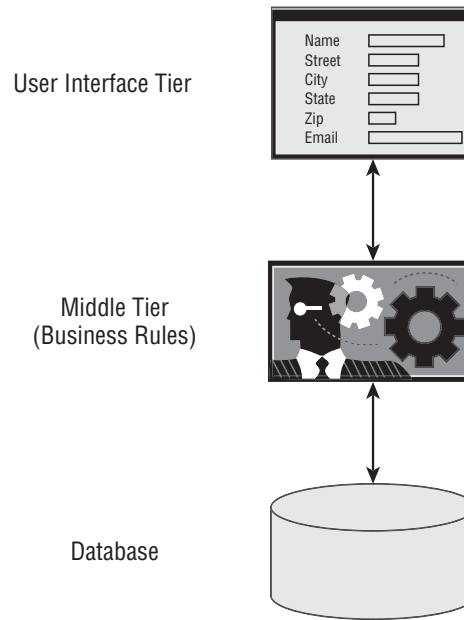 User Interface Tier
Name
Street
City
State
Zip
Email
Middle Tier
(Business Rules)
Database